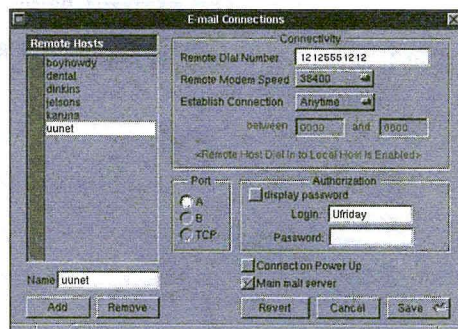 E-mail Connections
Remote Hosts
boyhowdy
dental
dinkins
jetsons
karuna
uunet
Name uunet
Add Remove
Connectivity
Remote Dial Number 12125551212
Remote Modem Speed 38400
Establish Connection Anytime
between 0000 and 0600
<Remote Host Dial In to Local Host is Enabled>
Port
A
B
TCP
Authorization
display password
Login: Ufriday
Password:
Connect on Power Up
Main mail server
Revert Cancel Save